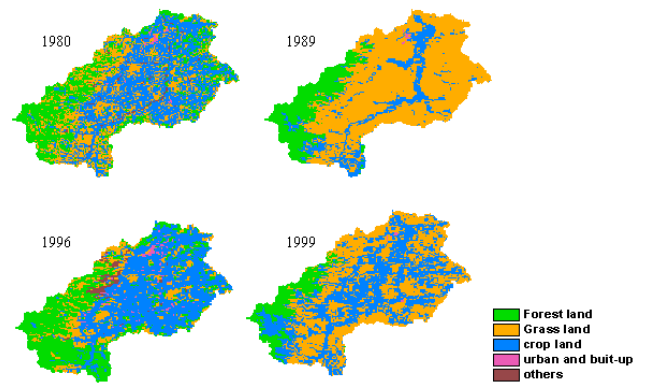 1980
1989
1996
1999
Forest land
Grass land
crop land
urban and buit-up
others